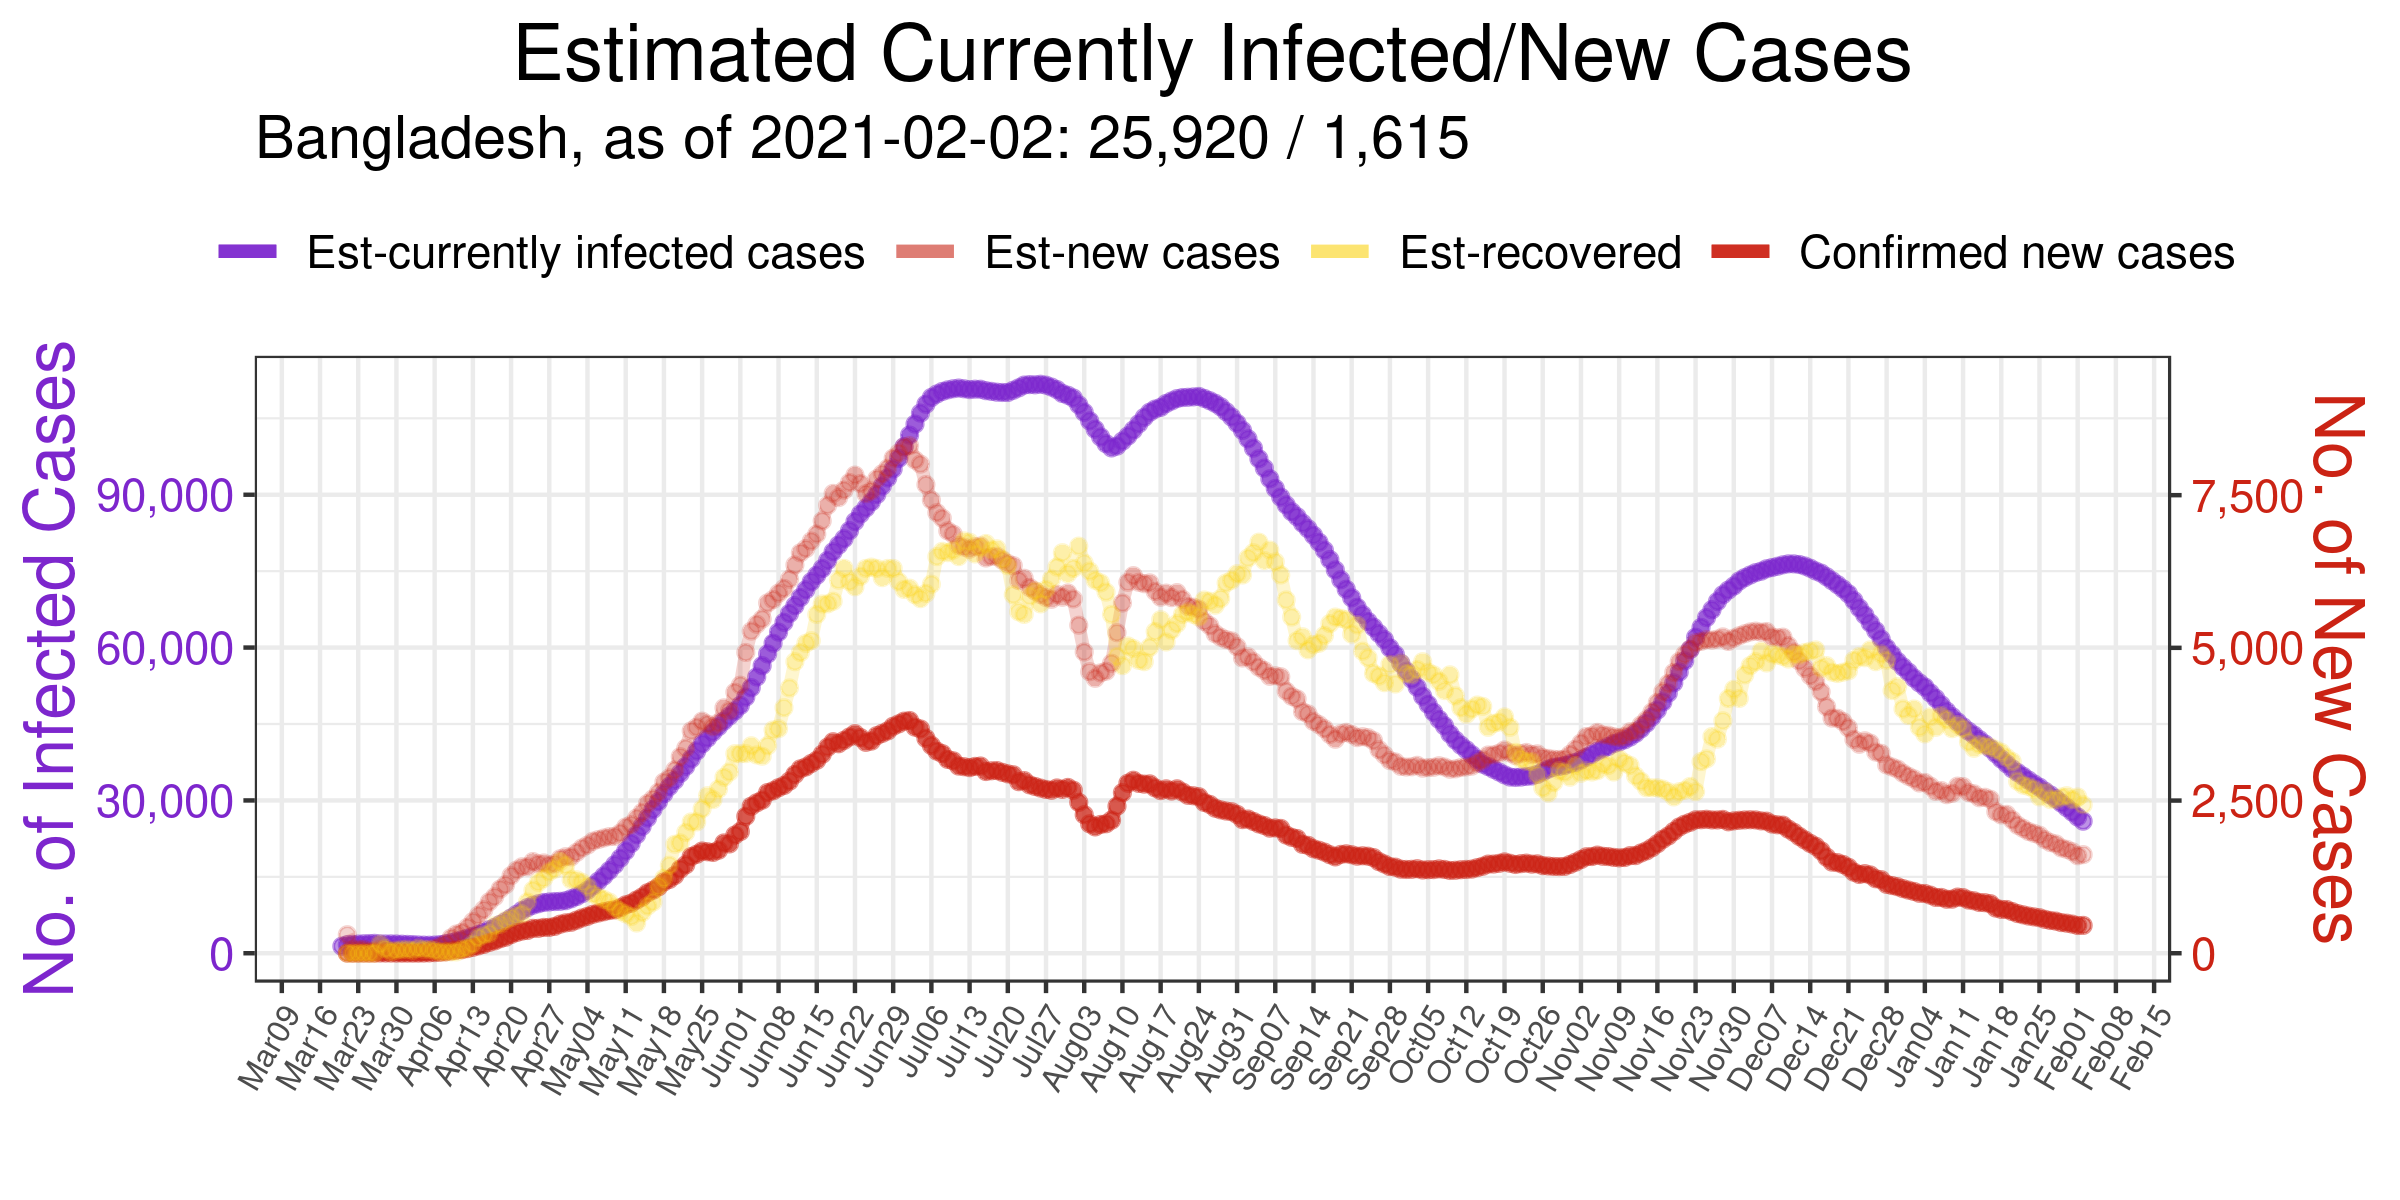 Estimated Currently Infected/New Cases
Bangladesh, as of 2021-02-02: 25,920 / 1,615
Est-currently infected cases Est-new cases Est-recovered Confirmed new cases
No. of Infected Cases
90,000
60,000
30,000
0
No. of New Cases
7,500
5,000
2,500
0
Mar09 Mar16 Mar23 Mar30 Apr06 Apr13 Apr20 Apr27 May04 May11 May18 May25 Jun01 Jun08 Jun15 Jun22 Jun29 Jul06 Jul13 Jul20 Jul27 Aug03 Aug10 Aug17 Aug24 Aug31 Sep07 Sep14 Sep21 Sep28 Oct05 Oct12 Oct19 Oct26 Nov02 Nov09 Nov16 Nov23 Nov30 Dec07 Dec14 Dec21 Dec28 Dec04 Jan11 Jan18 Jan25 Feb01 Feb08 Feb15